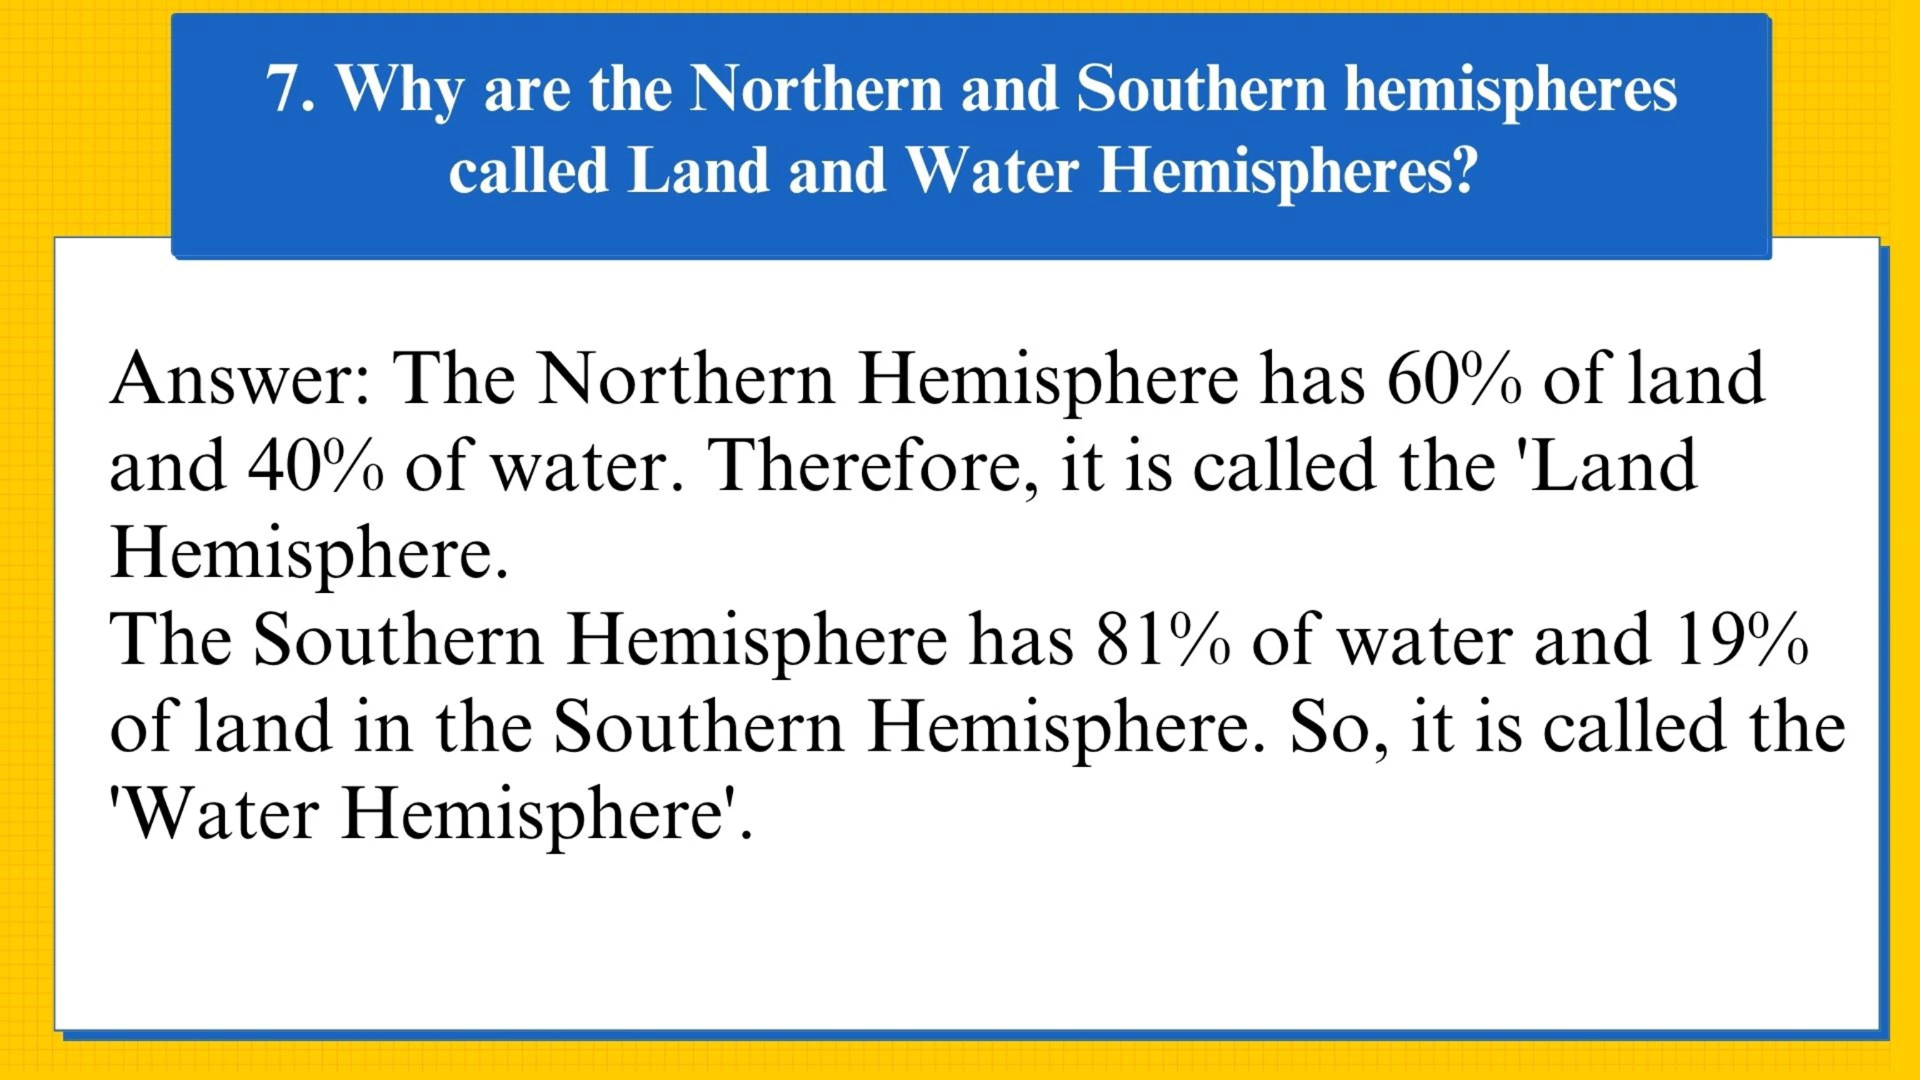 7. Why are the Northern and Southern hemispheres
called Land and Water Hemispheres?
Answer: The Northern Hemisphere has 60% of land
and 40% of water. Therefore, it is called the 'Land
Hemisphere.
The Southern Hemisphere has 81% of water and 19%
of land in the Southern Hemisphere. So, it is called the
'Water Hemisphere'.